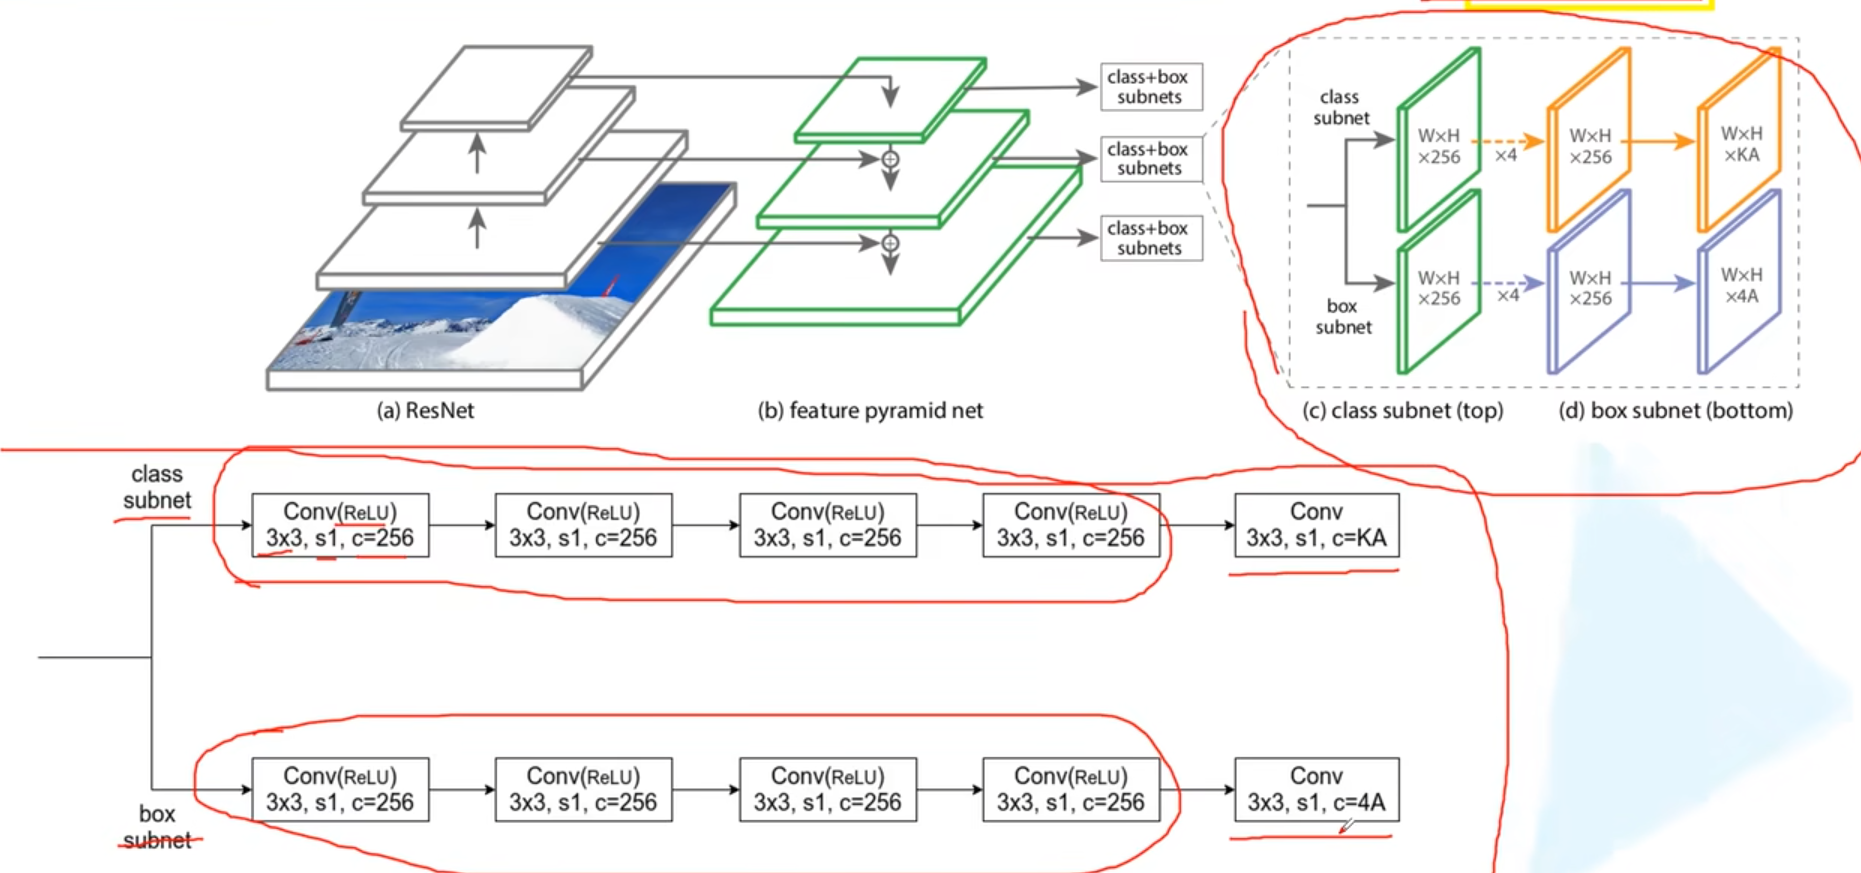 class+box
subnets
class+box
subnets
class+box
subnets
class
subnet
W×H
×256
×4
W×H
×256
W×H
×KA
box
subnet
W×H
×256
×4
W×H
×256
W×H
×4A
(a) ResNet
(b) feature pyramid net
(c) class subnet (top)
(d) box subnet (bottom)
class
subnet
Conv(ReLU)
3x3, s1, c=256
Conv(ReLU)
3x3, s1, c=256
Conv(ReLU)
3x3, s1, c=256
Conv(ReLU)
3x3, s1, c=256
Conv
3x3, s1, c=KA
box
subnet
Conv(ReLU)
3x3, s1, c=256
Conv(ReLU)
3x3, s1, c=256
Conv(ReLU)
3x3, s1, c=256
Conv(ReLU)
3x3, s1, c=256
Conv
3x3, s1, c=4A